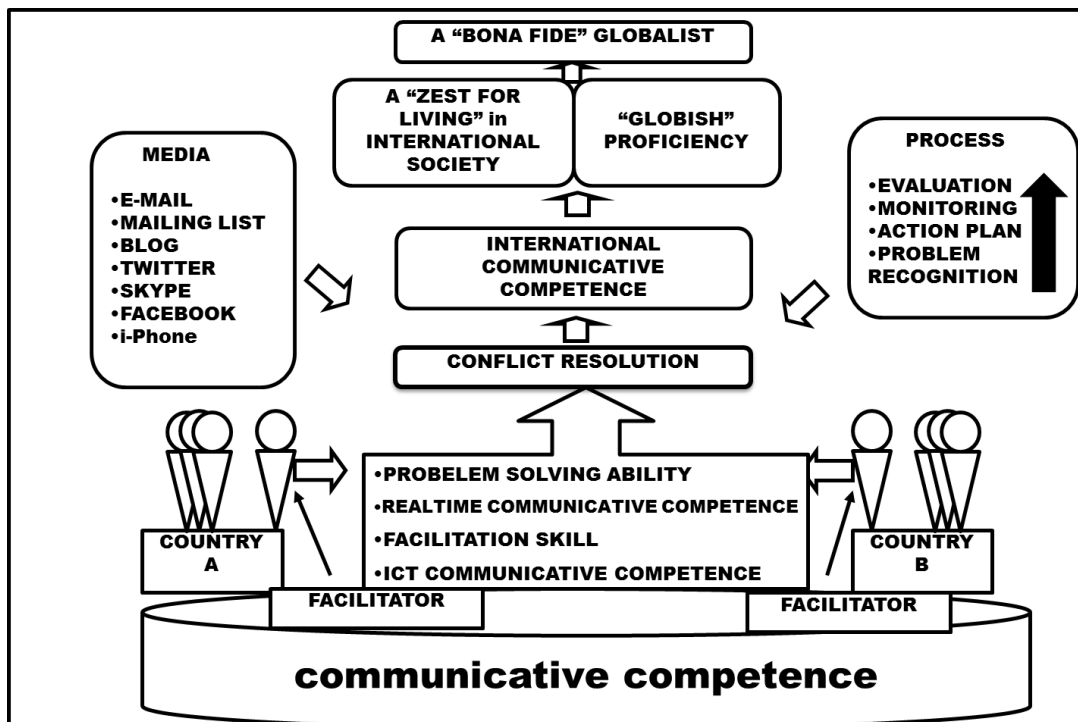 A “BONA FIDE” GLOBALIST
A “ZEST FOR
LIVING” in
INTERNATIONAL
SOCIETY
“GLOBISH”
PROFICIENCY
MEDIA
•E-MAIL
•MAILING LIST
•BLOG
•TWITTER
•SKYPE
•FACEBOOK
•i-Phone
PROCESS
•EVALUATION
•MONITORING
•ACTION PLAN
•PROBLEM
RECOGNITION
INTERNATIONAL
COMMUNICATIVE
COMPETENCE
CONFLICT RESOLUTION
•PROBELEM SOLVING ABILITY
•REALTIME COMMUNICATIVE COMPETENCE
•FACILITATION SKILL
•ICT COMMUNICATIVE COMPETENCE
COUNTRY
A
COUNTRY
B
FACILITATOR
FACILITATOR
communicative competence